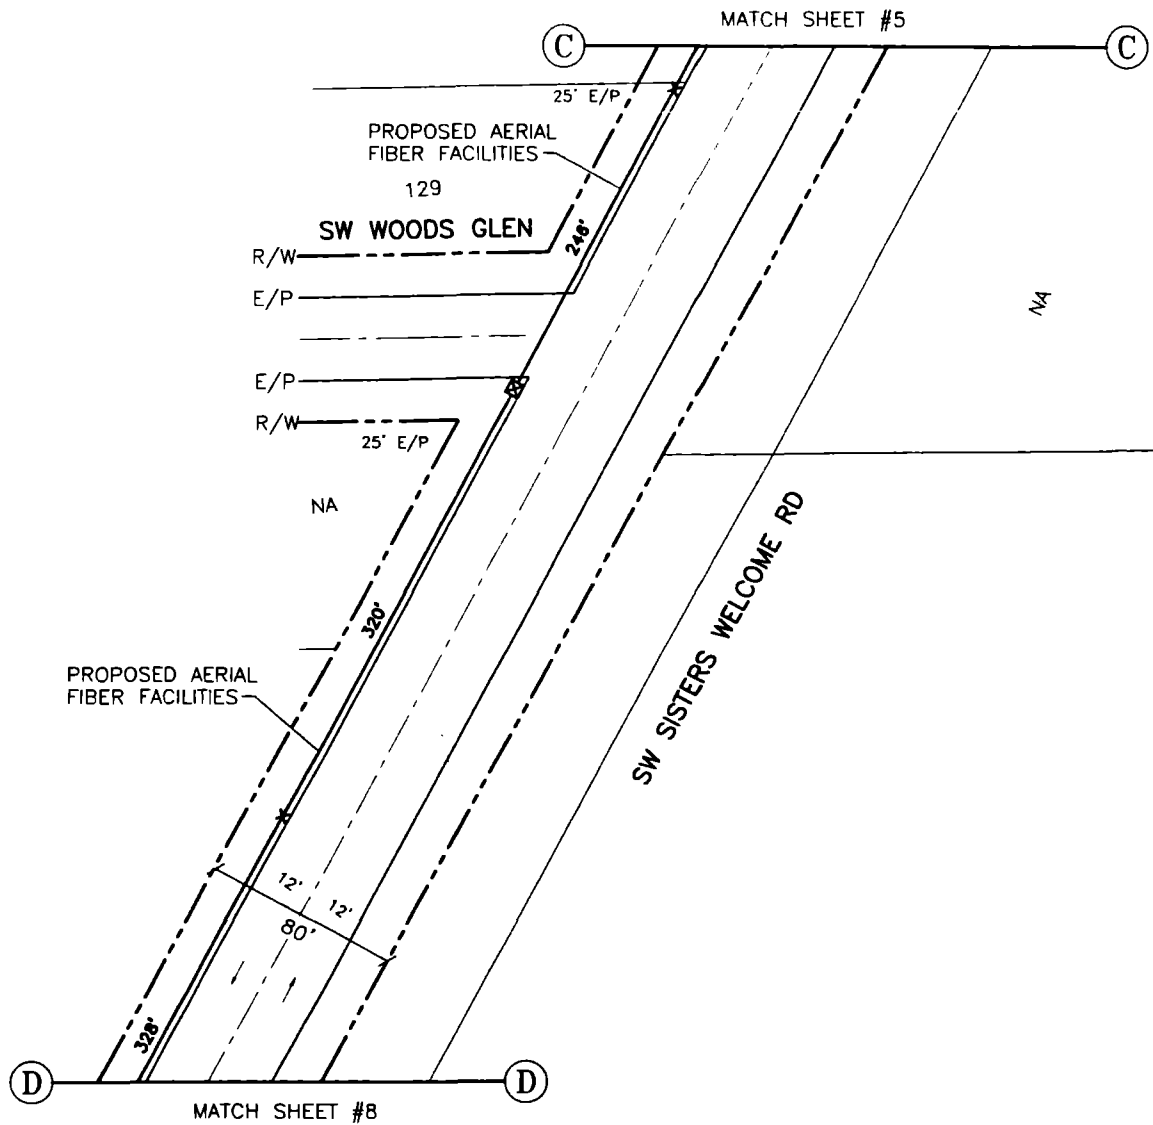 MATCH SHEET #5
C
C
25' E/P
PROPOSED AERIAL
FIBER FACILITIES
129
SW WOODS GLEN
248'
R/W
E/P
NA
E/P
R/W
25' E/P
NA
SW SISTERS WELCOME RD
320'
PROPOSED AERIAL
FIBER FACILITIES
12'
12'
80'
328'
D
D
MATCH SHEET #8